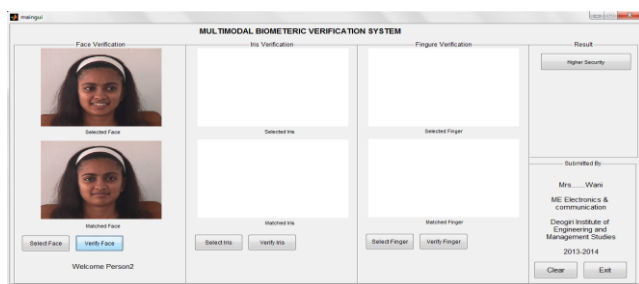 maingui
MULTIMODAL BIOMETERIC VERIFICATION SYSTEM
Face Verification
Selected Face
Matched Face
Select Face
Verify Face
Welcome Person2
Iris Verification
Selected Iris
Matched Iris
Select Iris
Verify Iris
Fingure Verification
Selected Finger
Matched Finger
Select Finger
Verify Finger
Result
Higher Security
Submitted By
Mrs......Wani
ME Electronics &
communication
Deogiri Institute of
Engineering and
Management Studies
2013-2014
Clear
Exit